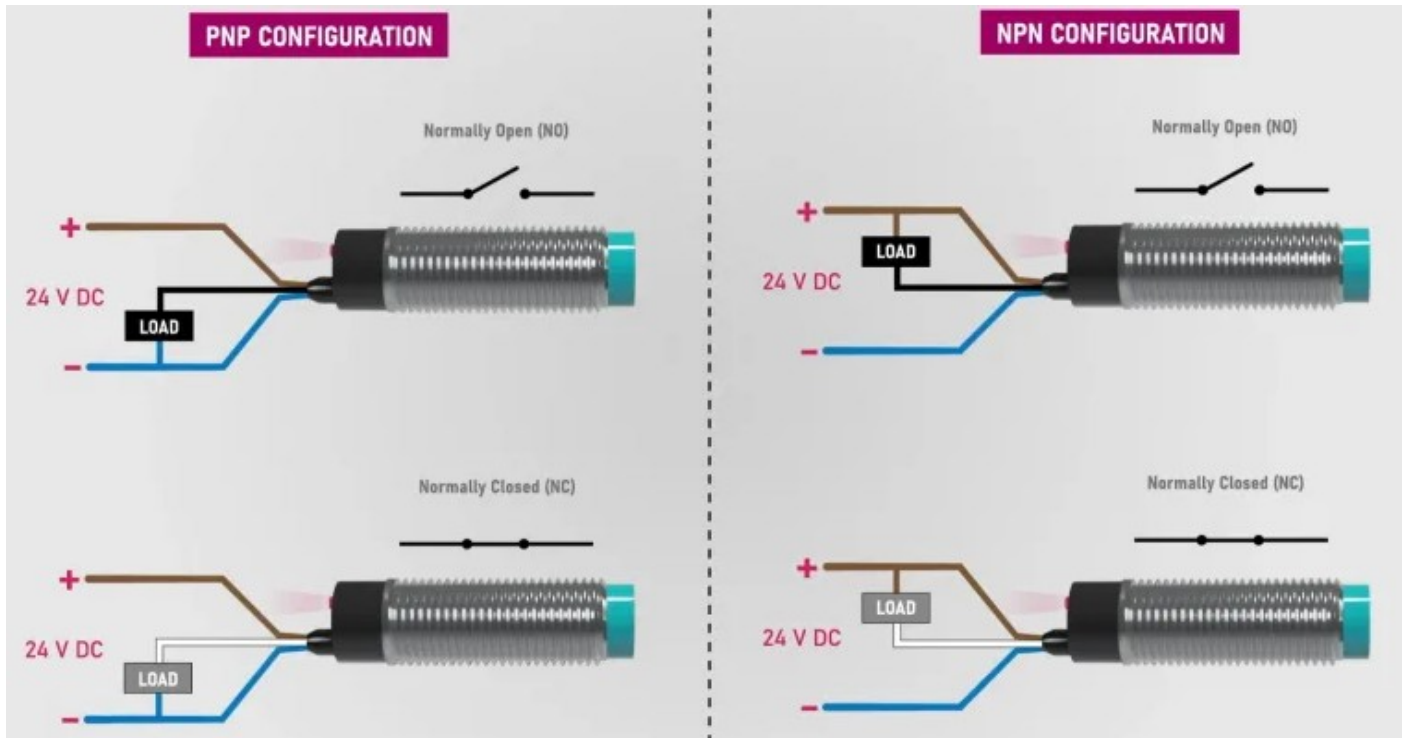 PNP CONFIGURATION
Normally Open (NO)
+
24 V DC
LOAD
−
Normally Closed (NC)
+
24 V DC
LOAD
−
NPN CONFIGURATION
Normally Open (NO)
+
LOAD
24 V DC
−
Normally Closed (NC)
+
LOAD
24 V DC
−